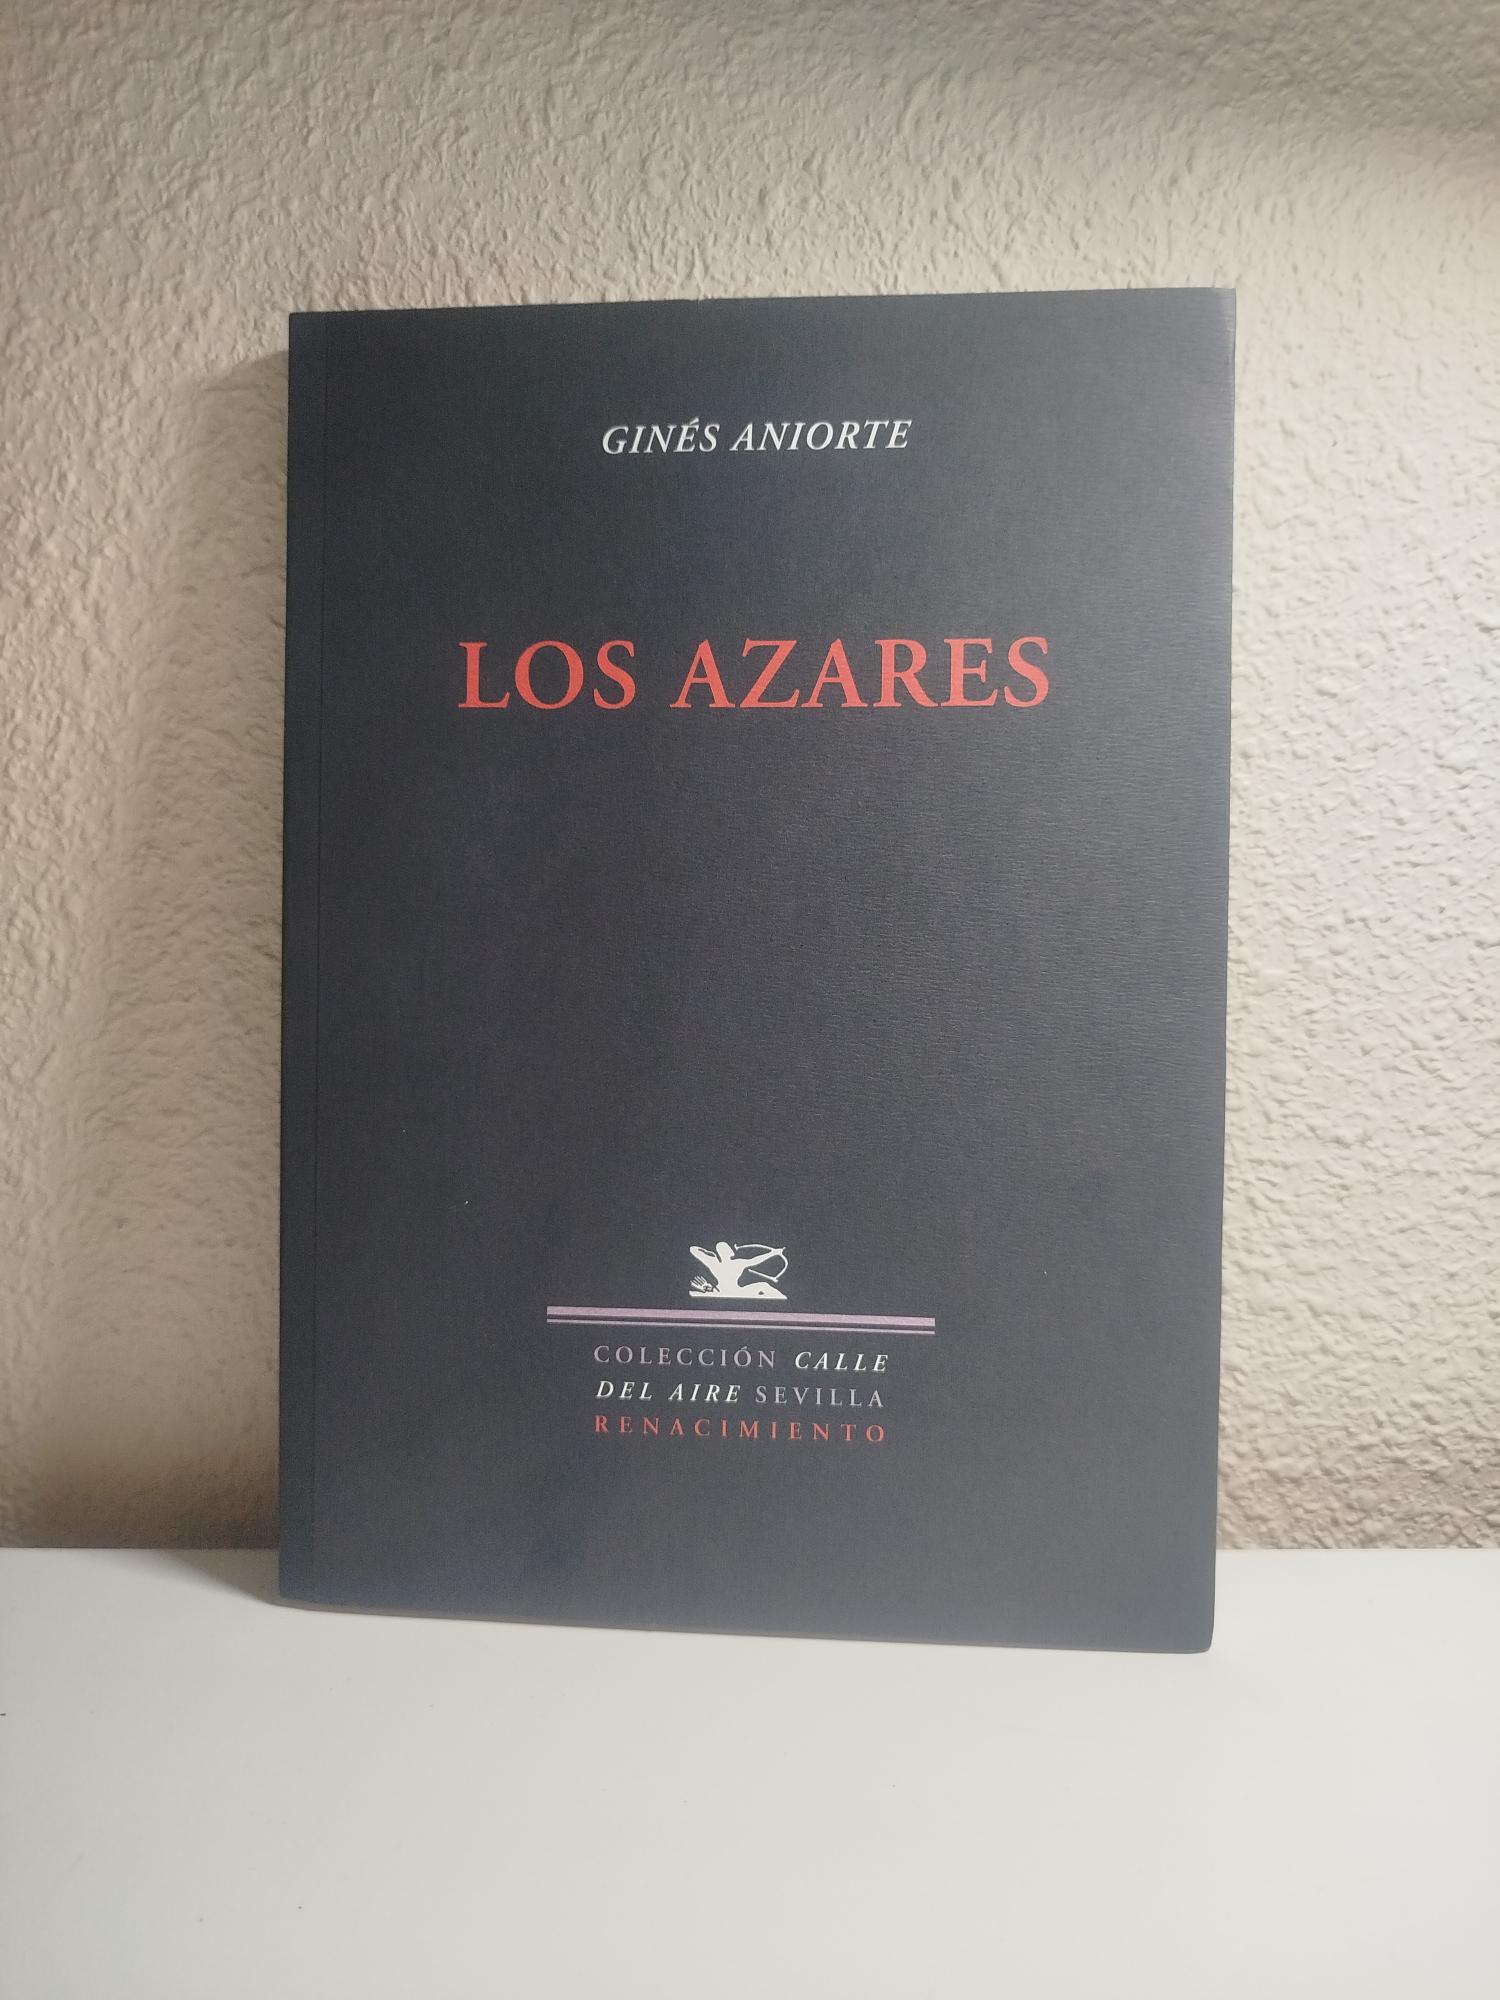 GINÉS ANIORTE
LOS AZARES
COLECCIÓN CALLE
DEL AIRE SEVILLA
RENACIMIENTO